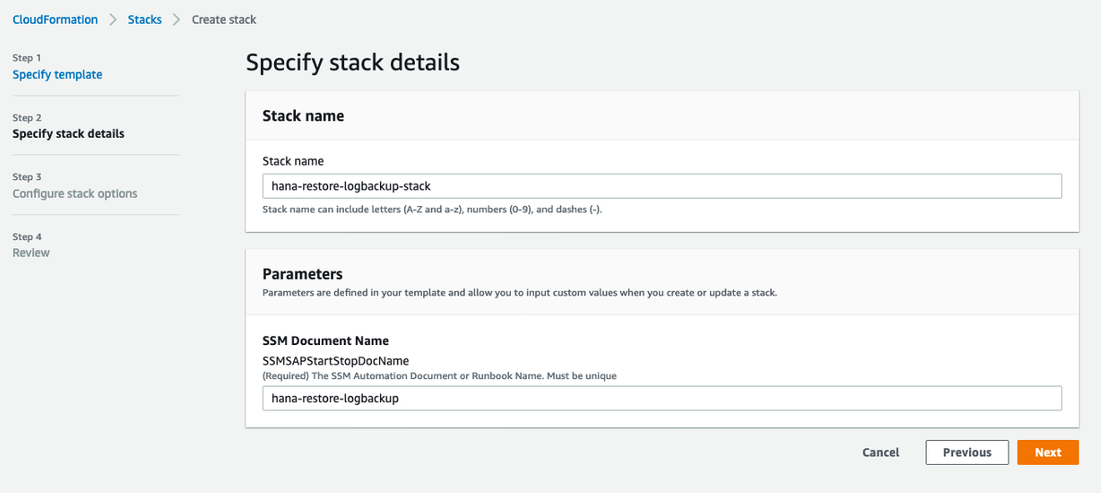 CloudFormation > Stacks > Create stack
Step 1
Specify template
Step 2
Specify stack details
Step 3
Configure stack options
Step 4
Review
Specify stack details
Stack name
Stack name
hana-restore-logbackup-stack
Stack name can include letters (A-Z and a-z), numbers (0-9), and dashes (-).
Parameters
Parameters are defined in your template and allow you to input custom values when you create or update a stack.
SSM Document Name
SSMSAPStartStopDocName
(Required) The SSM Automation Document or Runbook Name. Must be unique
hana-restore-logbackup
Cancel Previous Next